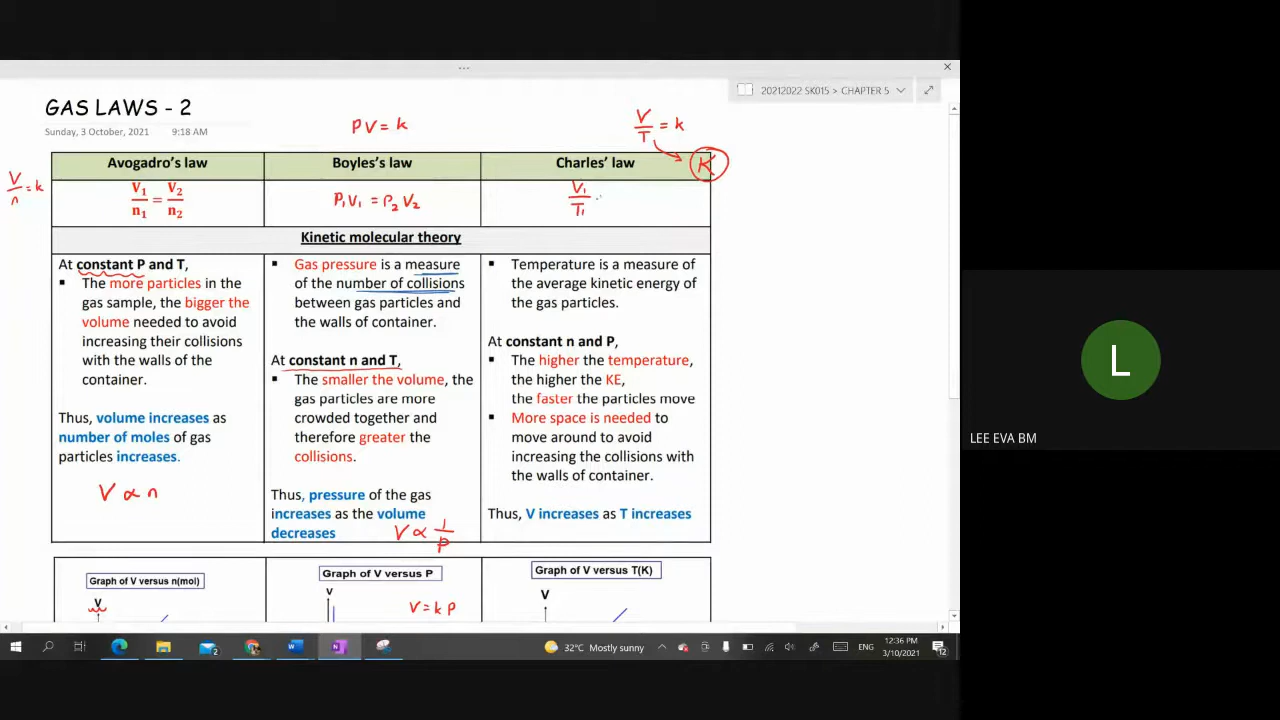 20212022 SK015 > CHAPTER 5
GAS LAWS - 2
Sunday, 3 October, 2021 9:18 AM
PV = k
V/T = k
K
V/n = k
Avogadro's law
Boyles's law
Charles' law
V₁/n₁ = V₂/n₂
P₁V₁ = P₂V₂
V₁/T₁
Kinetic molecular theory
At constant P and T,
▪ The more particles in the
gas sample, the bigger the
volume needed to avoid
increasing their collisions
with the walls of the
container.
Thus, volume increases as
number of moles of gas
particles increases.
V ∝ n
▪ Gas pressure is a measure
of the number of collisions
between gas particles and
the walls of container.
At constant n and T,
▪ The smaller the volume, the
gas particles are more
crowded together and
therefore greater the
collisions.
Thus, pressure of the gas
increases as the volume
decreases
V ∝ 1/P
▪ Temperature is a measure of
the average kinetic energy of
the gas particles.
At constant n and P,
▪ The higher the temperature,
the higher the KE,
the faster the particles move
▪ More space is needed to
move around to avoid
increasing the collisions with
the walls of container.
Thus, V increases as T increases
Graph of V versus n(mol)
V
Graph of V versus P
V
V = k P
Graph of V versus T(K)
V
L
LEE EVA BM
32°C Mostly sunny
ENG
12:36 PM
3/10/2021
12